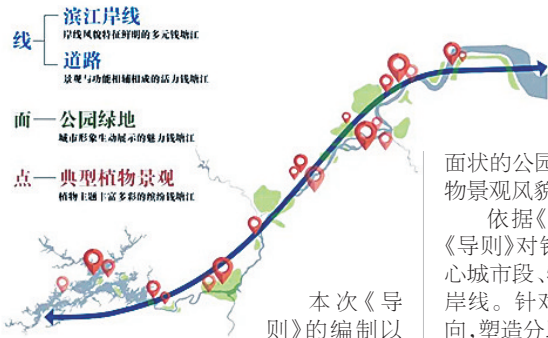 线
滨江岸线
岸线风貌特征鲜明的多元钱塘江
道路
景观与功能相辅相成的活力钱塘江
面 公园绿地
城市形象生动展示的魅力钱塘江
点 典型植物景观
植物主题丰富多彩的缤纷钱塘江
本次《导
则》的编制以
面状的公园
物景观风貌
依据《
《导则》对钱
心城市段、
岸线。针对
向,塑造分